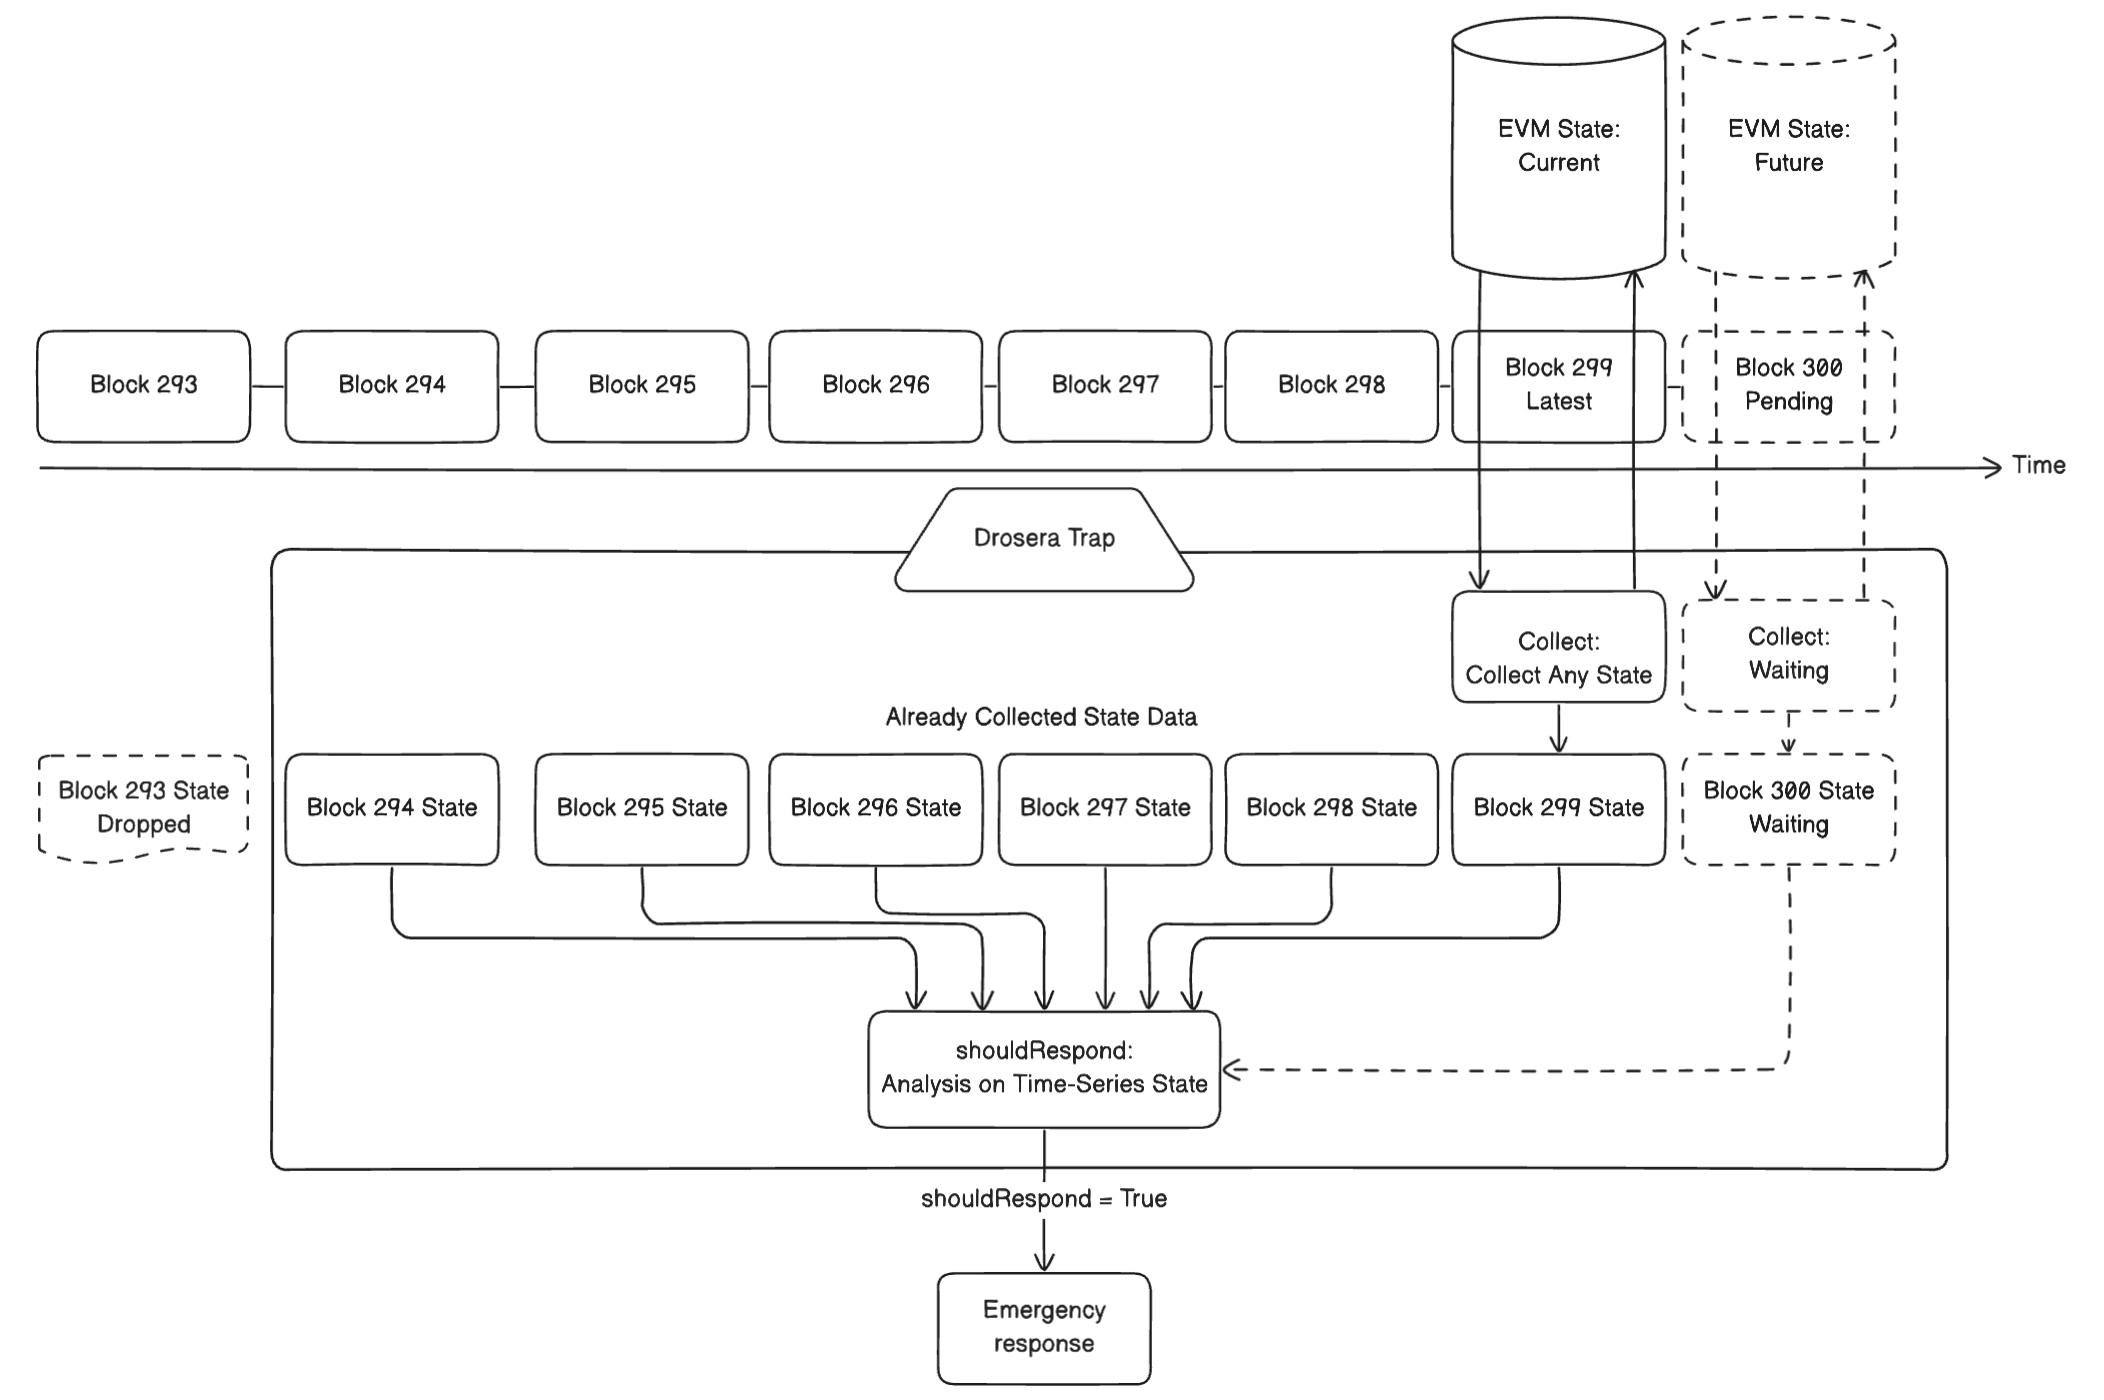 EVM State:
Current
EVM State:
Future
Block 293
Block 294
Block 295
Block 296
Block 297
Block 298
Block 299
Latest
Block 300
Pending
Time
Drosera Trap
Collect:
Collect Any State
Collect:
Waiting
Already Collected State Data
Block 293 State
Dropped
Block 294 State
Block 295 State
Block 296 State
Block 297 State
Block 298 State
Block 299 State
Block 300 State
Waiting
shouldRespond:
Analysis on Time-Series State
shouldRespond = True
Emergency
response